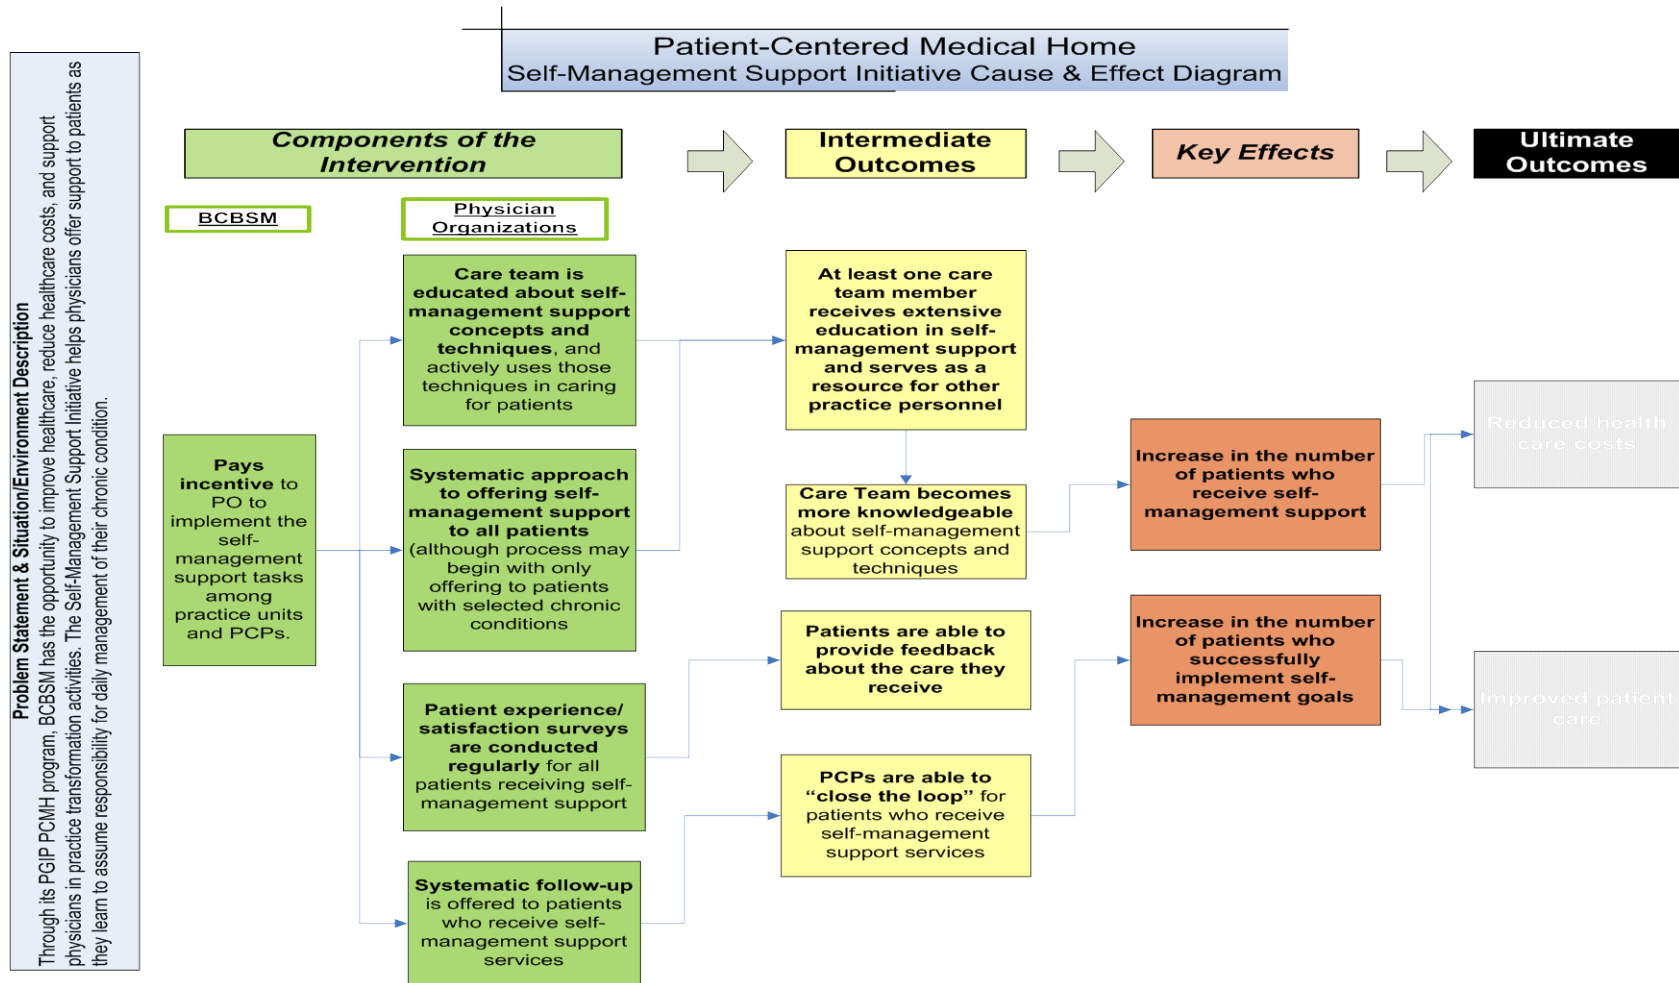 Patient-Centered Medical Home
Self-Management Support Initiative Cause & Effect Diagram
Problem Statement & Situation/Environment Description
Through its PGIP PCMH program, BCBSM has the opportunity to improve healthcare, reduce healthcare costs, and support
physicians in practice transformation activities. The Self-Management Support Initiative helps physicians offer support to patients as
they learn to assume responsibility for daily management of their chronic condition.
Components of the
Intervention
Intermediate
Outcomes
Key Effects
Ultimate
Outcomes
BCBSM
Physician
Organizations
Pays
incentive to
PO to
implement the
self-
management
support tasks
among
practice units
and PCPs.
Care team is
educated about self-
management support
concepts and
techniques, and
actively uses those
techniques in caring
for patients
Systematic approach
to offering self-
management support
to all patients
(although process may
begin with only
offering to patients
with selected chronic
conditions
Patient experience/
satisfaction surveys
are conducted
regularly for all
patients receiving self-
management support
Systematic follow-up
is offered to patients
who receive self-
management support
services
At least one care
team member
receives extensive
education in self-
management support
and serves as a
resource for other
practice personnel
Care Team becomes
more knowledgeable
about self-management
support concepts and
techniques
Patients are able to
provide feedback
about the care they
receive
PCPs are able to
“close the loop” for
patients who receive
self-management
support services
Increase in the number
of patients who
receive self-
management support
Increase in the number
of patients who
successfully
implement self-
management goals
Reduced health
care costs
Improved patient
care